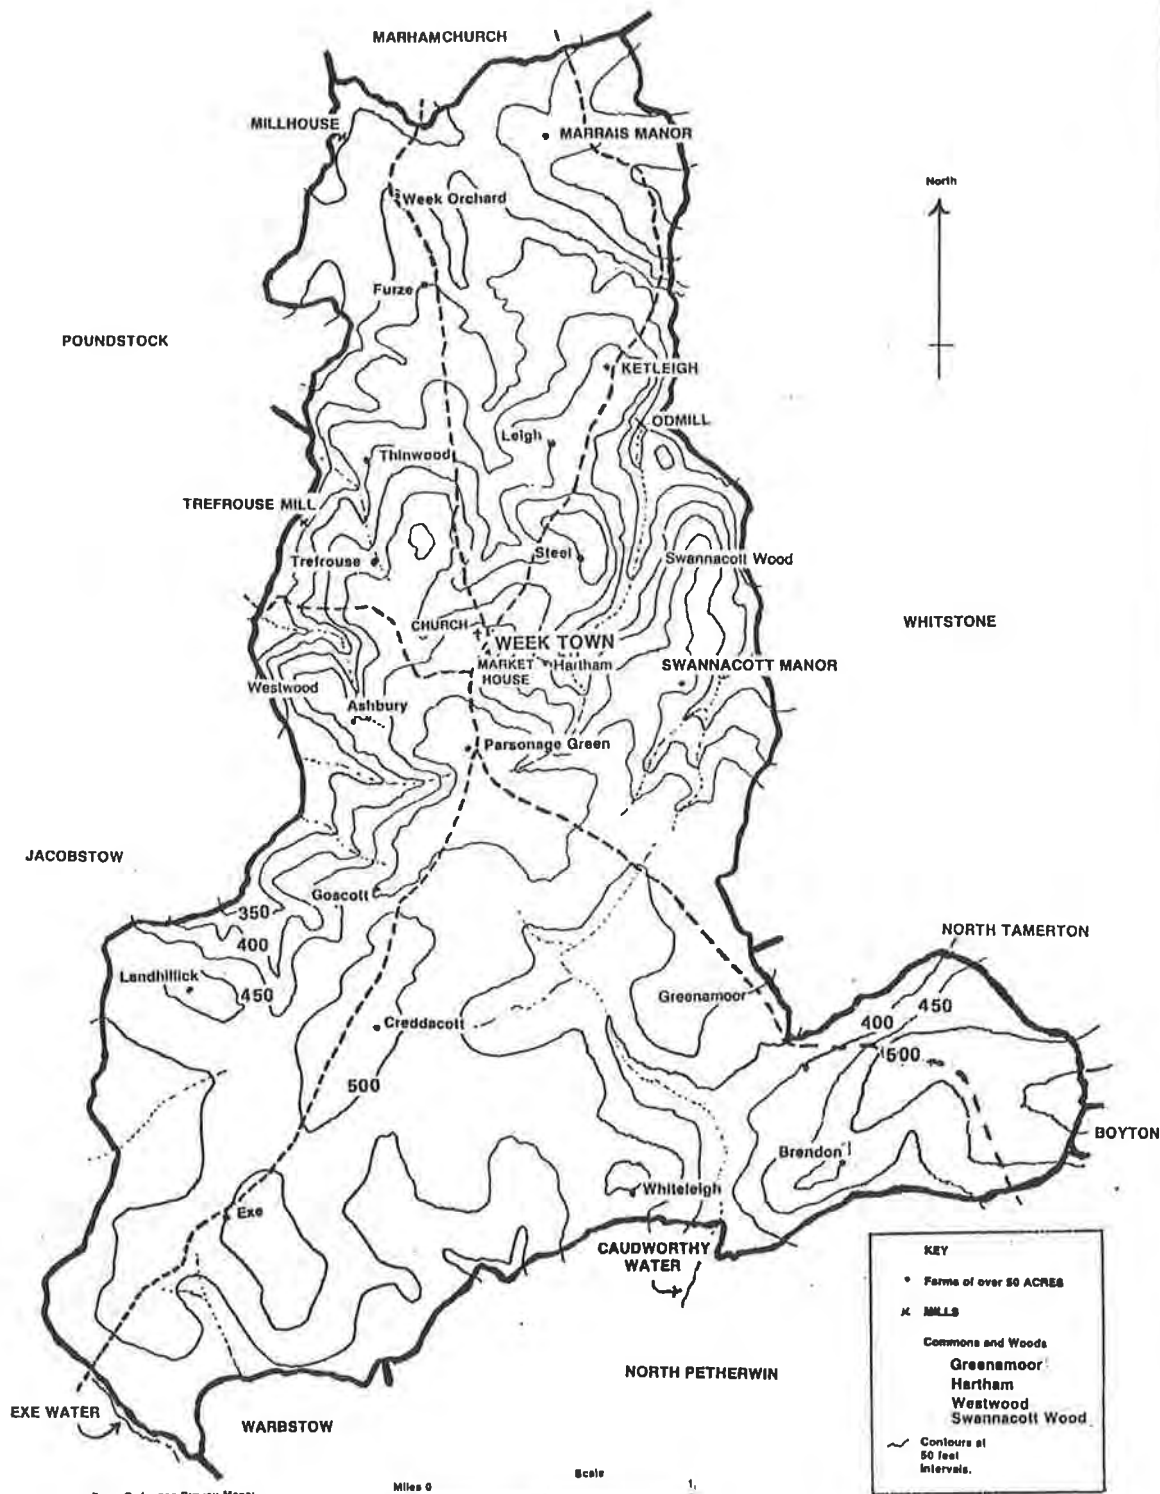 MARHAMCHURCH
MILLHOUSE
MARRAIS MANOR
North
Week Orchard
Furze
POUNDSTOCK
KETLEIGH
ODMILL
Leigh
Thinwood
TREFROUSE MILL
Steel
Swannacott Wood
Trefrouse
CHURCH
WEEK TOWN
WHITSTONE
MARKET
HOUSE
Hartham
SWANNACOTT MANOR
Westwood
Ashbury
Parsonage Green
JACOBSTOW
Goscott
350
400
NORTH TAMERTON
Landhillick
450
Greenamoor
450
400
Creddacott
500
500
BOYTON
Brendon
Whiteleigh
Exe
CAUDWORTHY
WATER
KEY
Farms of over 50 ACRES
MILLS
Commons and Woods
Greenamoor
Hartham
Westwood
Swannacott Wood
Contours at
50 feet
Intervals.
NORTH PETHERWIN
EXE WATER
WARBSTOW
Scale
Miles 0
1